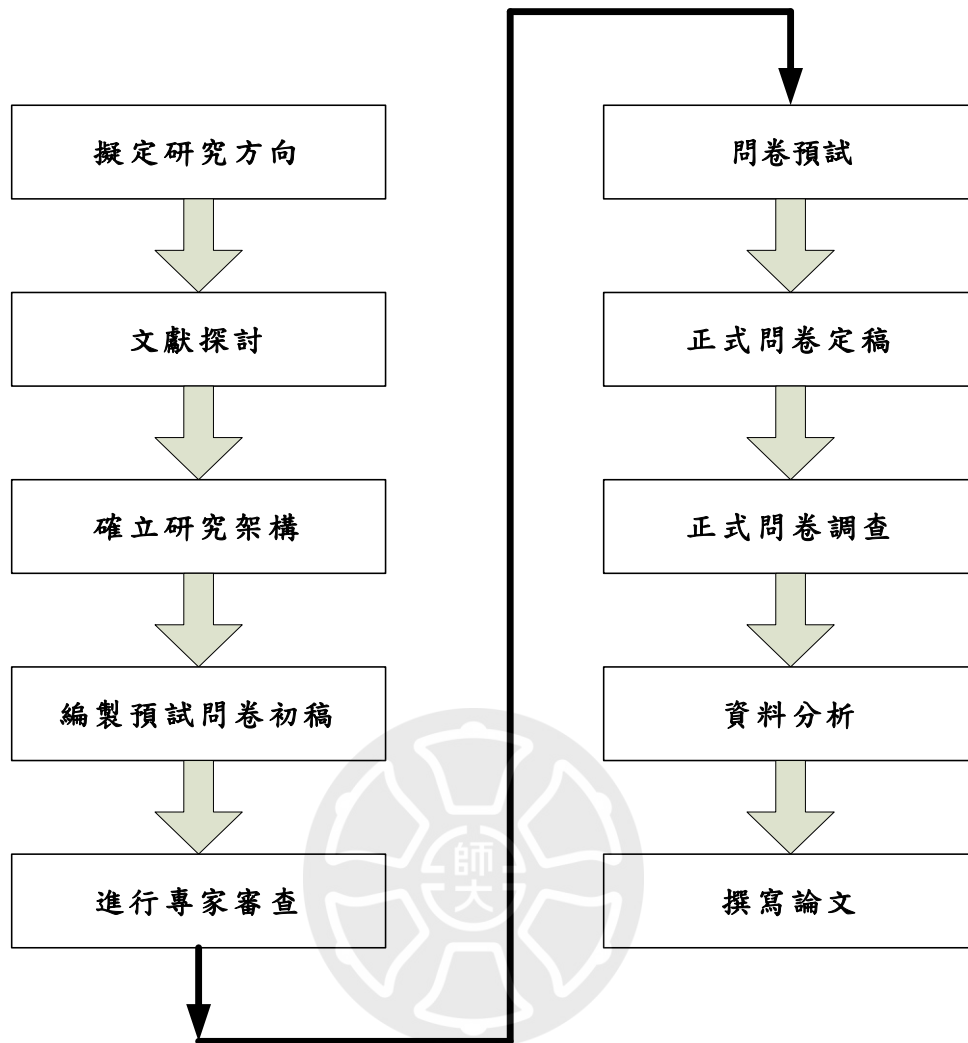 擬定研究方向
文獻探討
確立研究架構
編製預試問卷初稿
進行專家審查
問卷預試
正式問卷定稿
正式問卷調查
資料分析
撰寫論文
師大